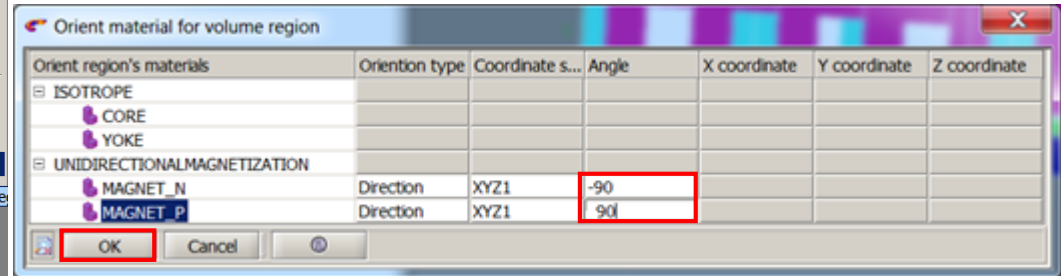 Orient material for volume region
Orient region's materials Oriention type Coordinate s... Angle X coordinate Y coordinate Z coordinate
ISOTROPE
CORE
YOKE
UNIDIRECTIONALMAGNETIZATION
MAGNET_N Direction XYZ1 -90
MAGNET_P Direction XYZ1 90
OK Cancel